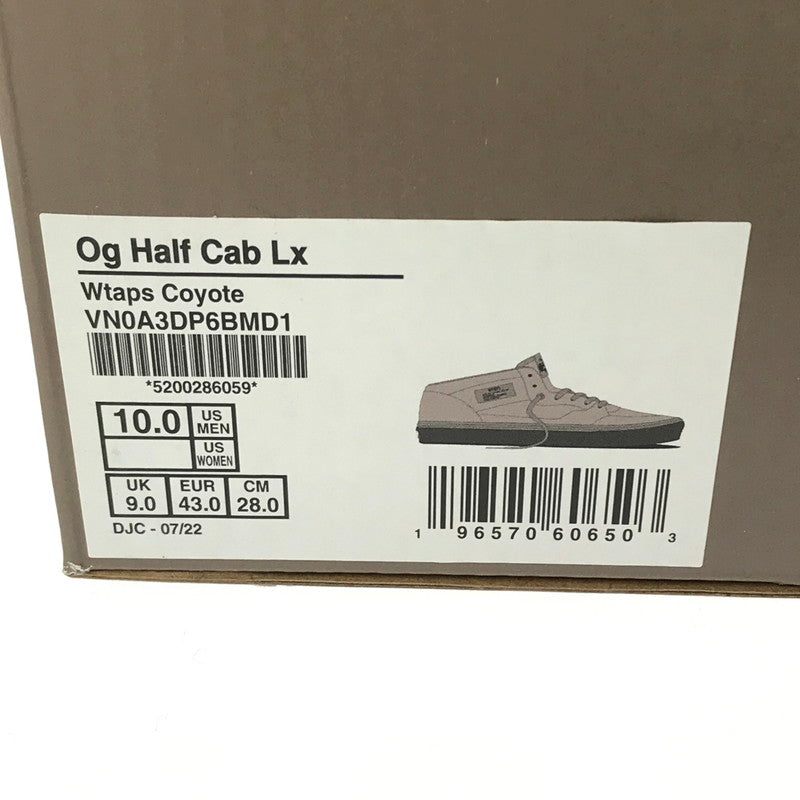 Og Half Cab Lx
Wtaps Coyote
VN0A3DP6BMD1
*5200286059*
10.0 US MEN
US WOMEN
UK EUR CM
9.0 43.0 28.0
DJC - 07/22
1 96570 60650 3